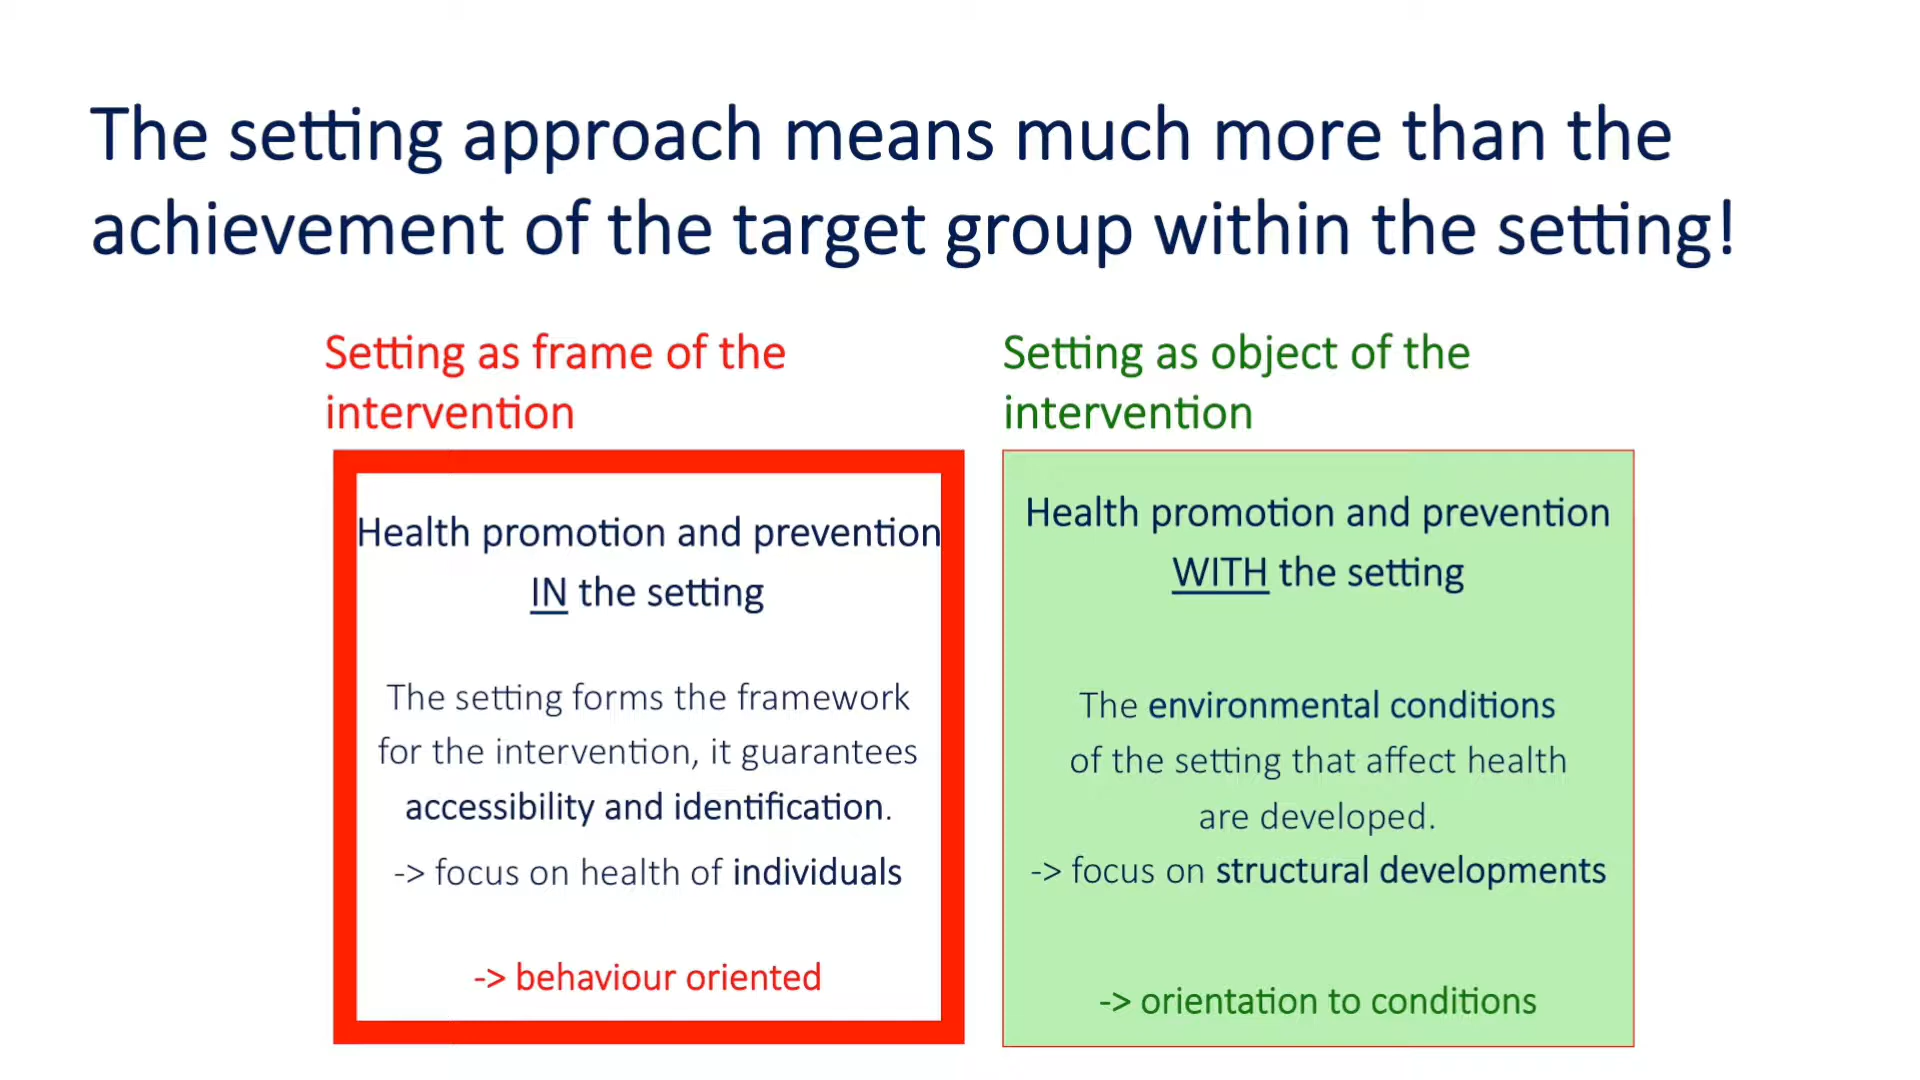 The setting approach means much more than the
achievement of the target group within the setting!
Setting as frame of the
intervention
Health promotion and prevention
IN the setting
The setting forms the framework
for the intervention, it guarantees
accessibility and identification.
-> focus on health of individuals
-> behaviour oriented
Setting as object of the
intervention
Health promotion and prevention
WITH the setting
The environmental conditions
of the setting that affect health
are developed.
-> focus on structural developments
-> orientation to conditions